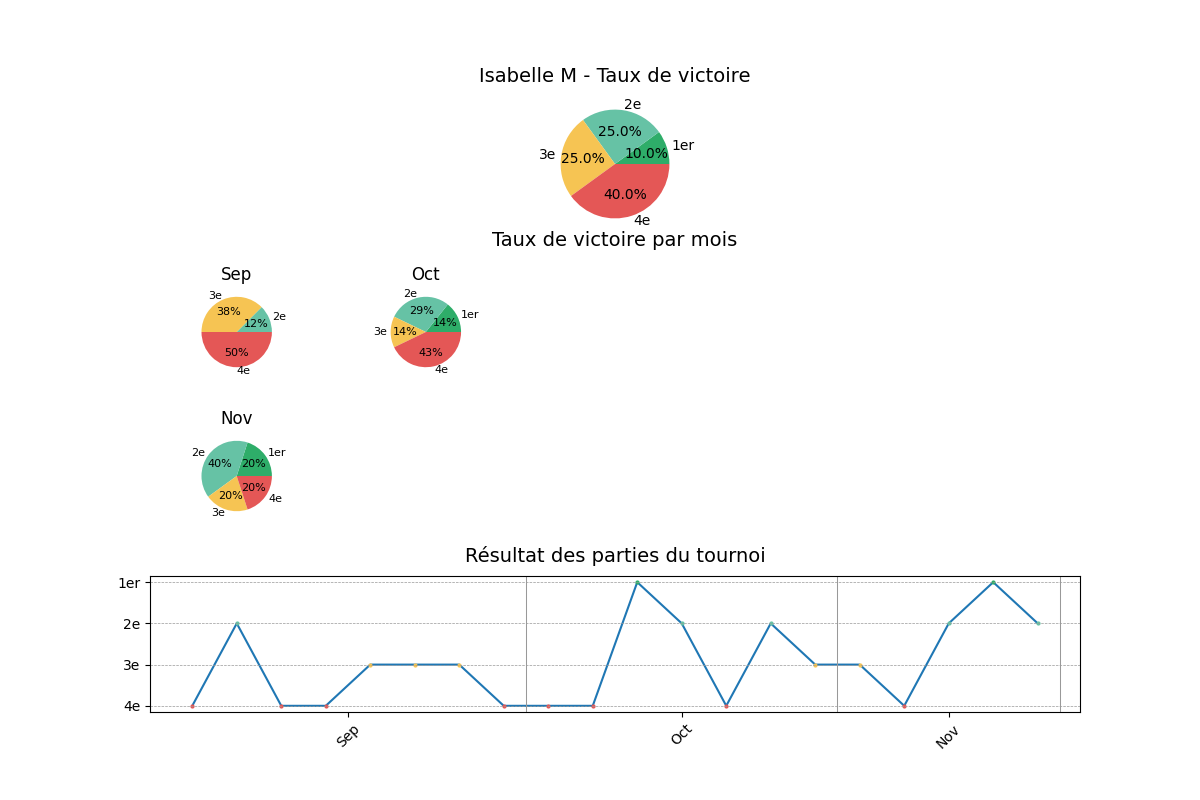 Isabelle M - Taux de victoire
2e
25.0%
1er
10.0%
3e
25.0%
40.0%
4e
Taux de victoire par mois
Sep
3e
38%
2e
12%
50%
4e
Oct
2e
29%
1er
14%
3e
14%
43%
4e
Nov
2e
1er
40%
20%
20%
20%
4e
3e
Résultat des parties du tournoi
1er
2e
3e
4e
Sep
Oct
Nov